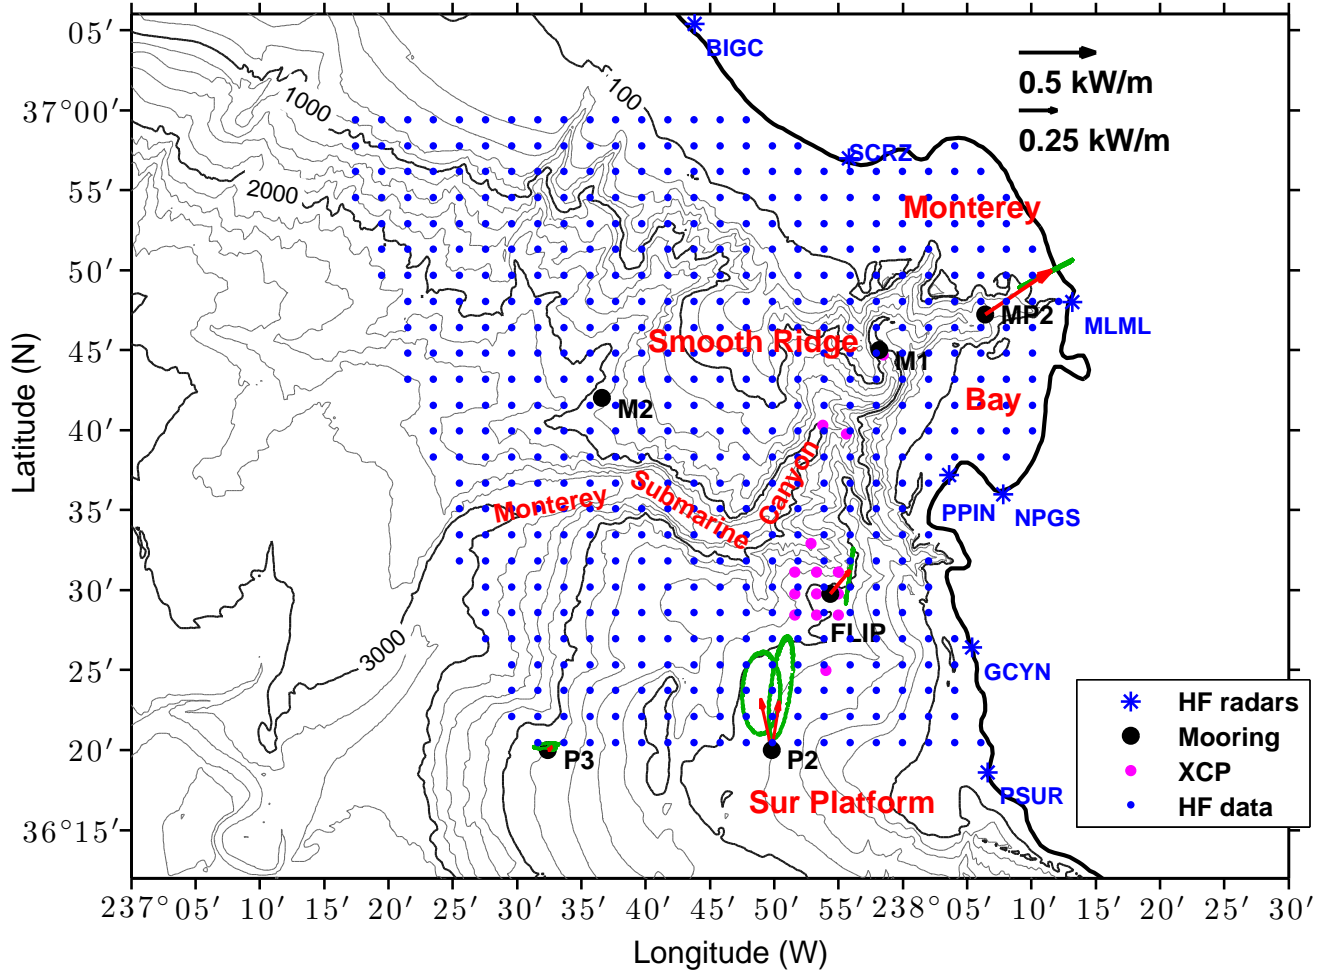 05′
37°00′
55′
50′
45′
40′
35′
30′
25′
20′
36°15′
Latitude (N)
237°05′ 10′ 15′ 20′ 25′ 30′ 35′ 40′ 45′ 50′ 55′ 238°05′ 10′ 15′ 20′ 25′ 30′
Longitude (W)
BIGC
0.5 kW/m
0.25 kW/m
100
1000
2000
3000
SCRZ
Monterey
MP2
MLML
Smooth Ridge
M1
M2
Bay
Monterey Submarine Canyon
PPIN
NPGS
FLIP
GCYN
P3
P2
PSUR
Sur Platform
HF radars
Mooring
XCP
HF data